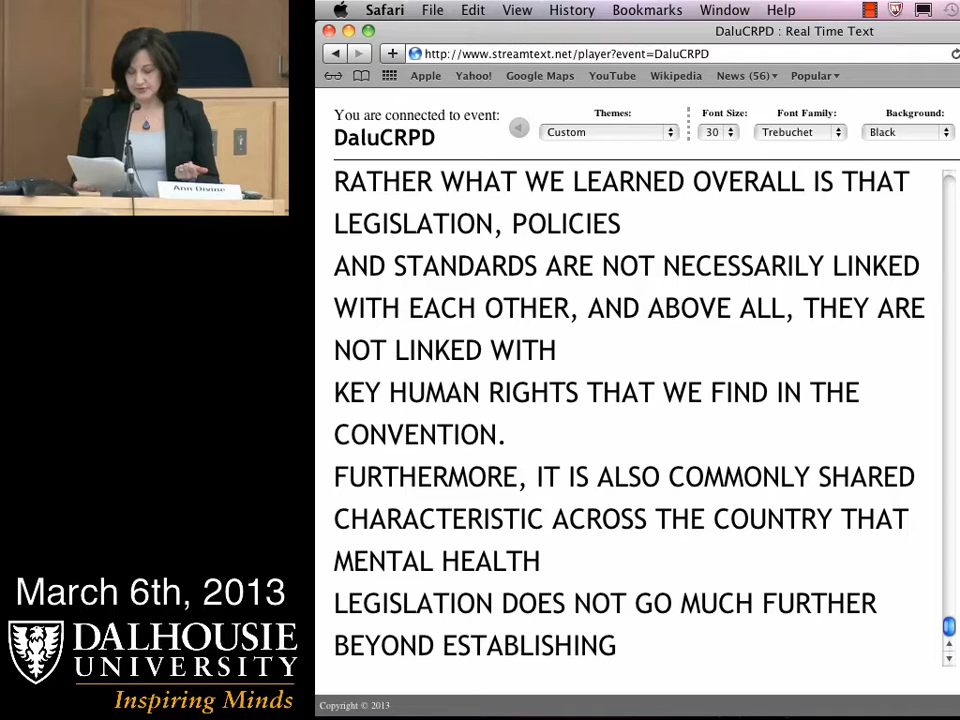 Safari File Edit View History Bookmarks Window Help
DaluCRPD : Real Time Text
http://www.streamtext.net/player?event=DaluCRPD
Apple Yahoo! Google Maps YouTube Wikipedia News (56) Popular
You are connected to event:
DaluCRPD
Themes: Font Size: Font Family: Background:
Custom 30 Trebuchet Black
RATHER WHAT WE LEARNED OVERALL IS THAT
LEGISLATION, POLICIES
AND STANDARDS ARE NOT NECESSARILY LINKED
WITH EACH OTHER, AND ABOVE ALL, THEY ARE
NOT LINKED WITH
KEY HUMAN RIGHTS THAT WE FIND IN THE
CONVENTION.
FURTHERMORE, IT IS ALSO COMMONLY SHARED
CHARACTERISTIC ACROSS THE COUNTRY THAT
MENTAL HEALTH
LEGISLATION DOES NOT GO MUCH FURTHER
BEYOND ESTABLISHING
Copyright © 2013
Ann Divine
March 6th, 2013
DALHOUSIE
UNIVERSITY
Inspiring Minds